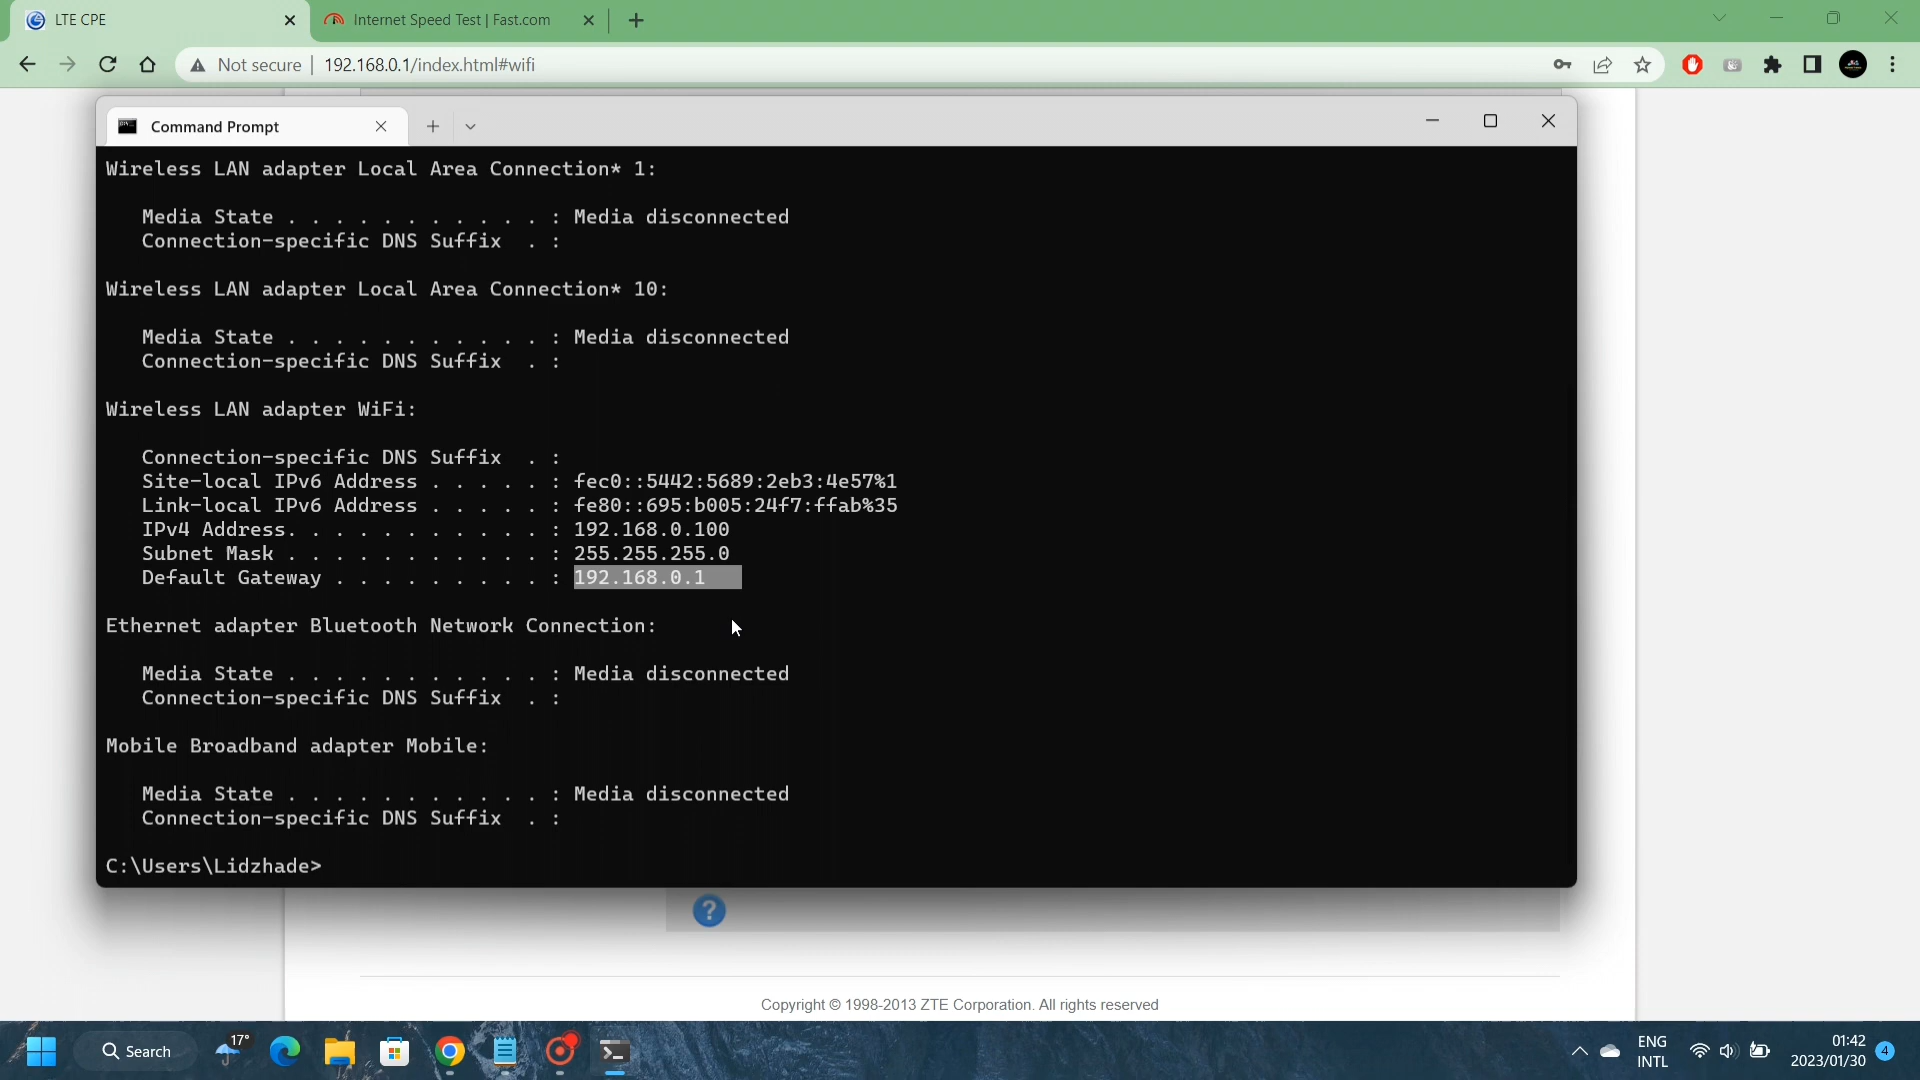 LTE CPE
Internet Speed Test | Fast.com
Not secure
192.168.0.1/index.html#wifi
Command Prompt
Wireless LAN adapter Local Area Connection* 1:
Media State . . . . . . . . . . . : Media disconnected
Connection-specific DNS Suffix  . :
Wireless LAN adapter Local Area Connection* 10:
Media State . . . . . . . . . . . : Media disconnected
Connection-specific DNS Suffix  . :
Wireless LAN adapter WiFi:
Connection-specific DNS Suffix  . :
Site-local IPv6 Address . . . . . : fec0::5442:5689:2eb3:4e57%1
Link-local IPv6 Address . . . . . : fe80::695:b005:24f7:ffab%35
IPv4 Address. . . . . . . . . . . : 192.168.0.100
Subnet Mask . . . . . . . . . . . : 255.255.255.0
Default Gateway . . . . . . . . . : 192.168.0.1
Ethernet adapter Bluetooth Network Connection:
Media State . . . . . . . . . . . : Media disconnected
Connection-specific DNS Suffix  . :
Mobile Broadband adapter Mobile:
Media State . . . . . . . . . . . : Media disconnected
Connection-specific DNS Suffix  . :
C:\Users\Lidzhade>
?
Copyright © 1998-2013 ZTE Corporation. All rights reserved
17°
Search
ENG
INTL
01:42
2023/01/30
4